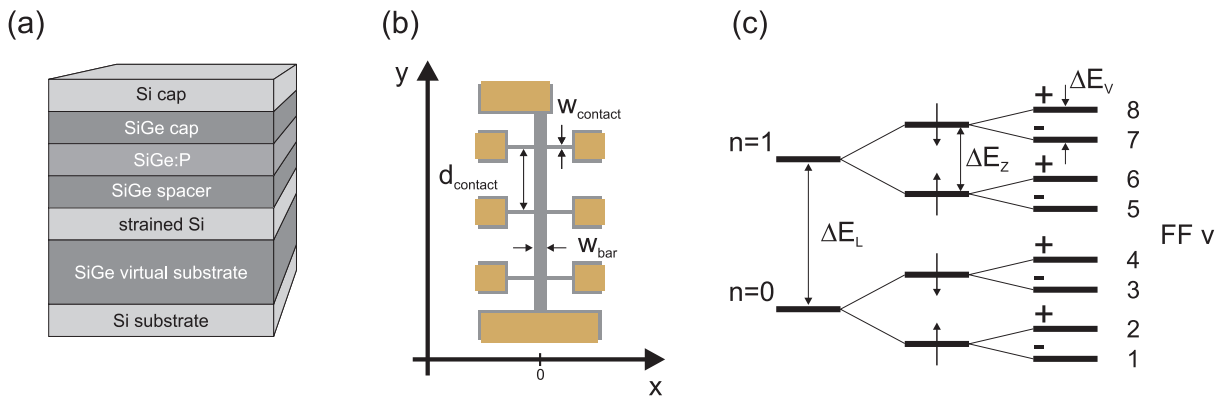 (a)
Si cap
SiGe cap
SiGe:P
SiGe spacer
strained Si
SiGe virtual substrate
Si substrate
(b)
y
w_contact
d_contact
w_bar
0
x
(c)
n=1
n=0
ΔE_L
ΔE_Z
ΔE_V
+ 8
- 7
+ 6
- 5
+ 4
- 3
+ 2
- 1
FF ν